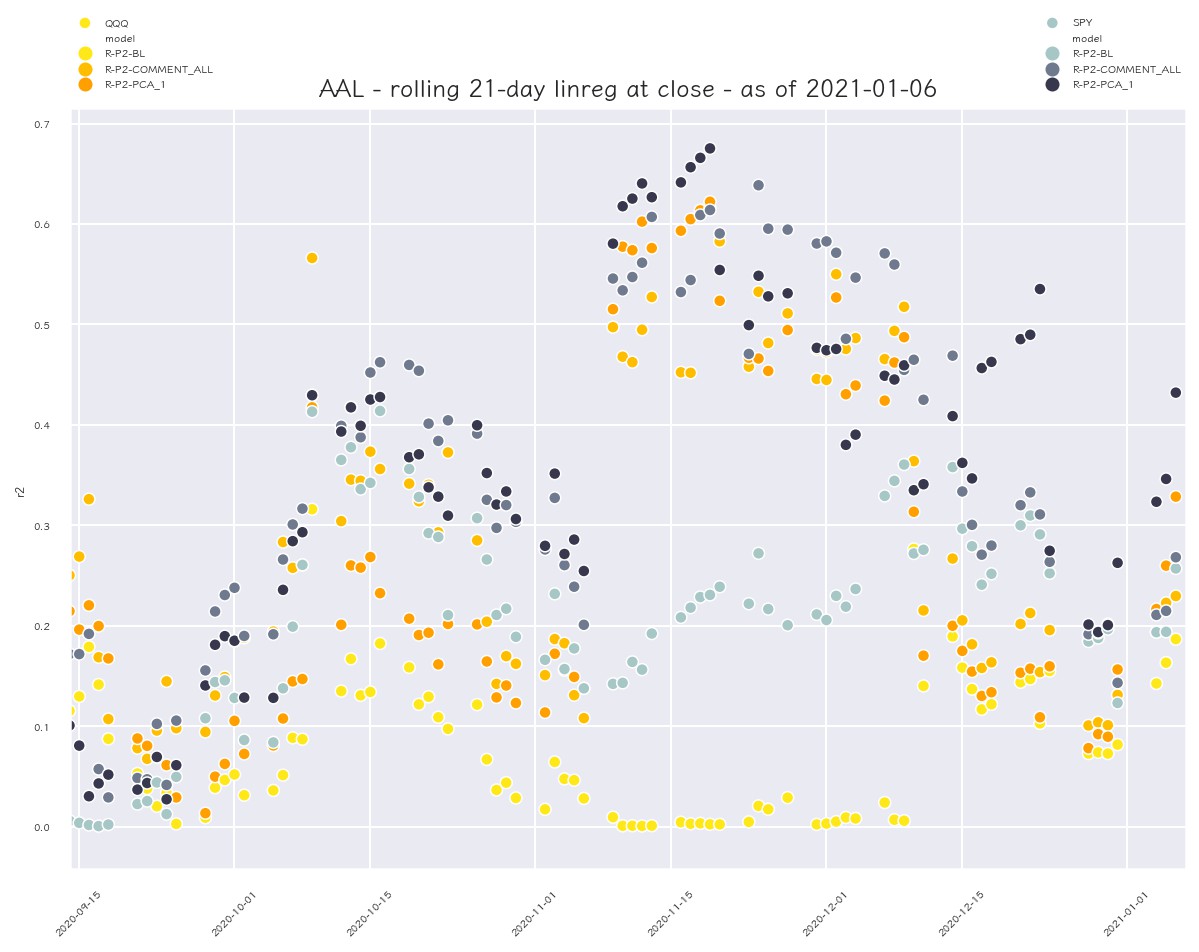 QQQ
model
R-P2-BL
R-P2-COMMENT_ALL
R-P2-PCA_1
SPY
model
R-P2-BL
R-P2-COMMENT_ALL
R-P2-PCA_1
AAL - rolling 21-day linreg at close - as of 2021-01-06
0.7
0.6
0.5
0.4
0.3
0.2
0.1
0.0
r2
2020-09-15
2020-10-01
2020-10-15
2020-11-01
2020-11-15
2020-12-01
2020-12-15
2021-01-01